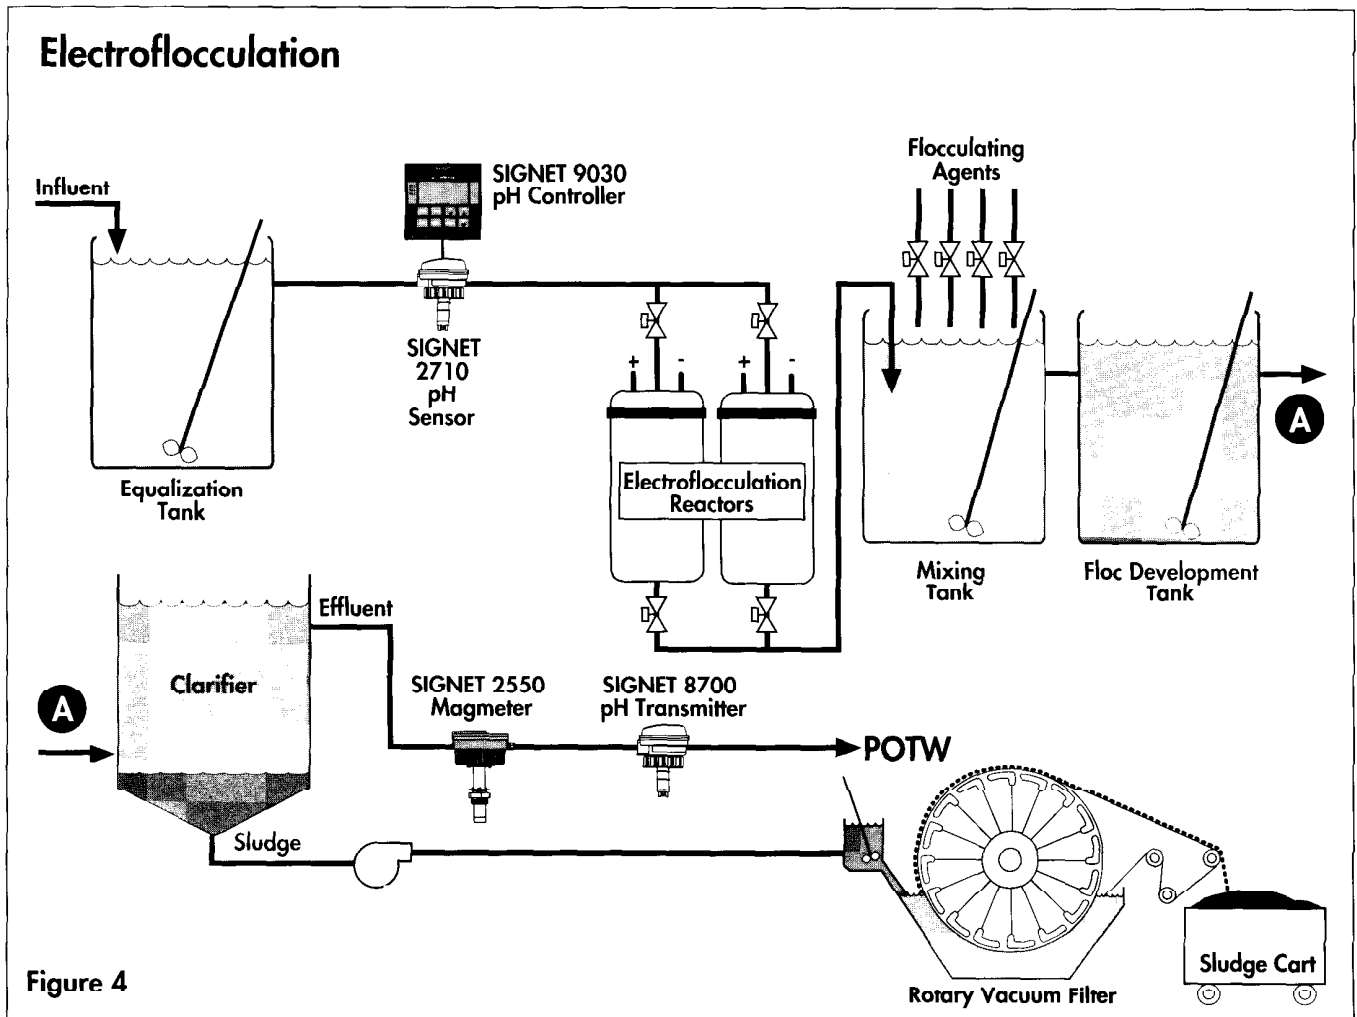 Electroflocculation
Influent
SIGNET 9030
pH Controller
Flocculating
Agents
SIGNET
2710
pH
Sensor
+
-
+
-
A
Equalization
Tank
Electroflocculation
Reactors
Mixing
Tank
Floc Development
Tank
Effluent
Clarifier
A
SIGNET 2550
Magmeter
SIGNET 8700
pH Transmitter
POTW
Sludge
Sludge Cart
Rotary Vacuum Filter
Figure 4